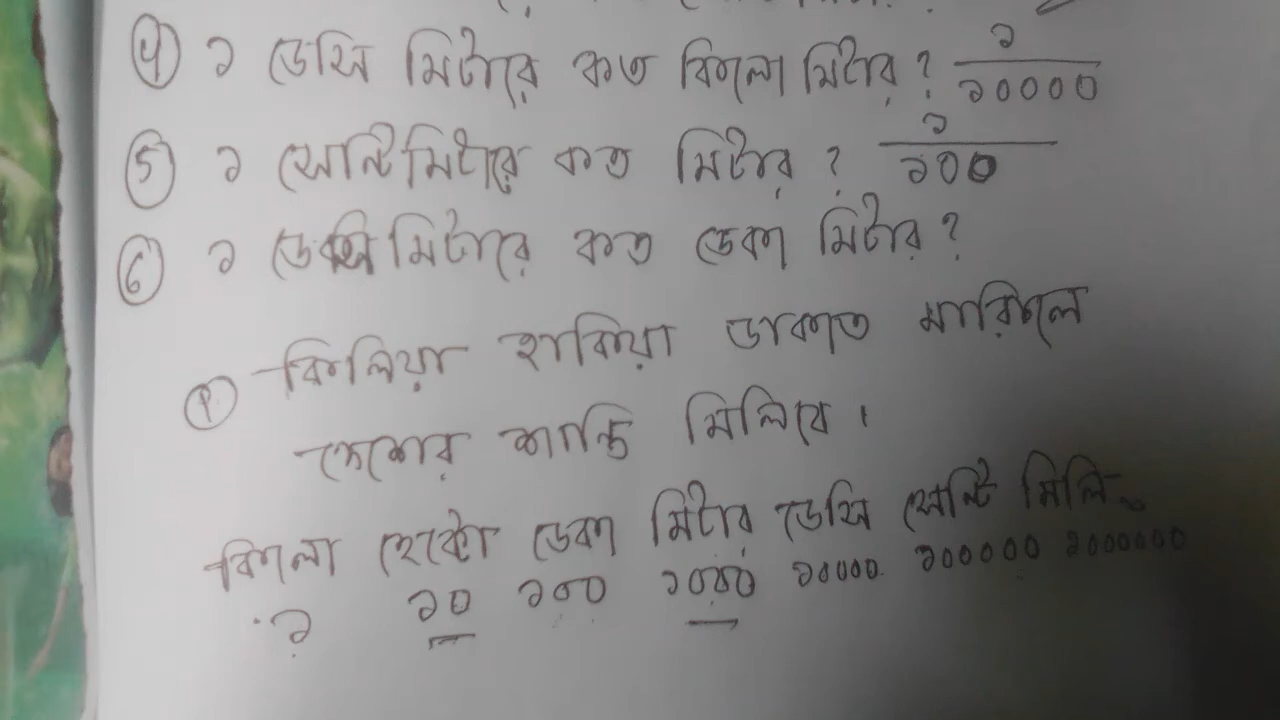 ④ ১ ডেসি মিটারে কত কিলো মিটার? ১/১০০০০
⑤ ১ সেন্টিমিটারে কত মিটার? ১/১০০
⑥ ১ ডেসিমিটারে কত ডেকা মিটার?
কিলিয়া হাকিয়া ডাকাত মারিলে
দেশের শান্তি মিলিবে।
কিলো হেক্টো ডেকা মিটার ডেসি সেন্টি মিলি
১ ১০ ১০০ ১০০০ ১০০০০ ১০০০০০ ১০০০০০০